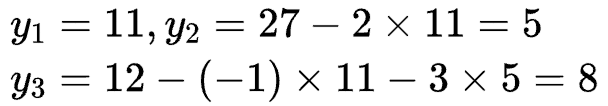 y₁ = 11, y₂ = 27 − 2 × 11 = 5
y₃ = 12 − (−1) × 11 − 3 × 5 = 8